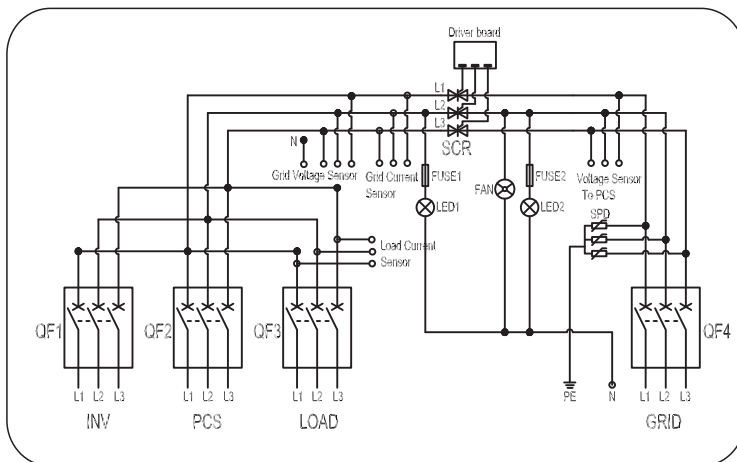 Driver board
L1
L2
L3
SCR
N
Grid Voltage Sensor
Grid Current
Sensor
FUSE1
LED1
FAN
FUSE2
LED2
Voltage Sensor
To PCS
SPD
Load Current
Sensor
QF1
QF2
QF3
QF4
L1 L2 L3
L1 L2 L3
L1 L2 L3
PE
N
L1 L2 L3
INV
PCS
LOAD
GRID